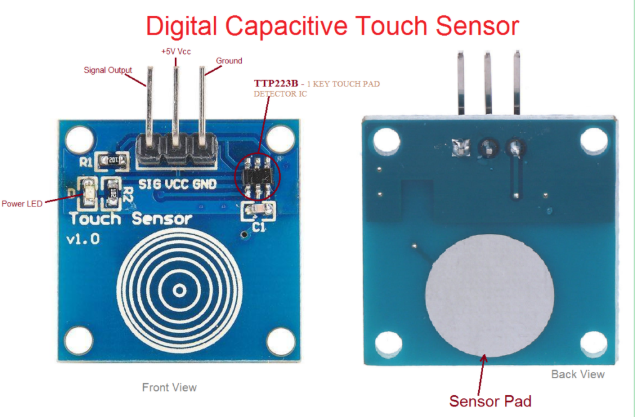 Digital Capacitive Touch Sensor
+5V Vcc
Signal Output
Ground
TTP223B - 1 KEY TOUCH PAD
DETECTOR IC
R1
201
SIG VCC GND
Power LED
R2
C1
Touch Sensor
v1.0
Front View
Back View
Sensor Pad